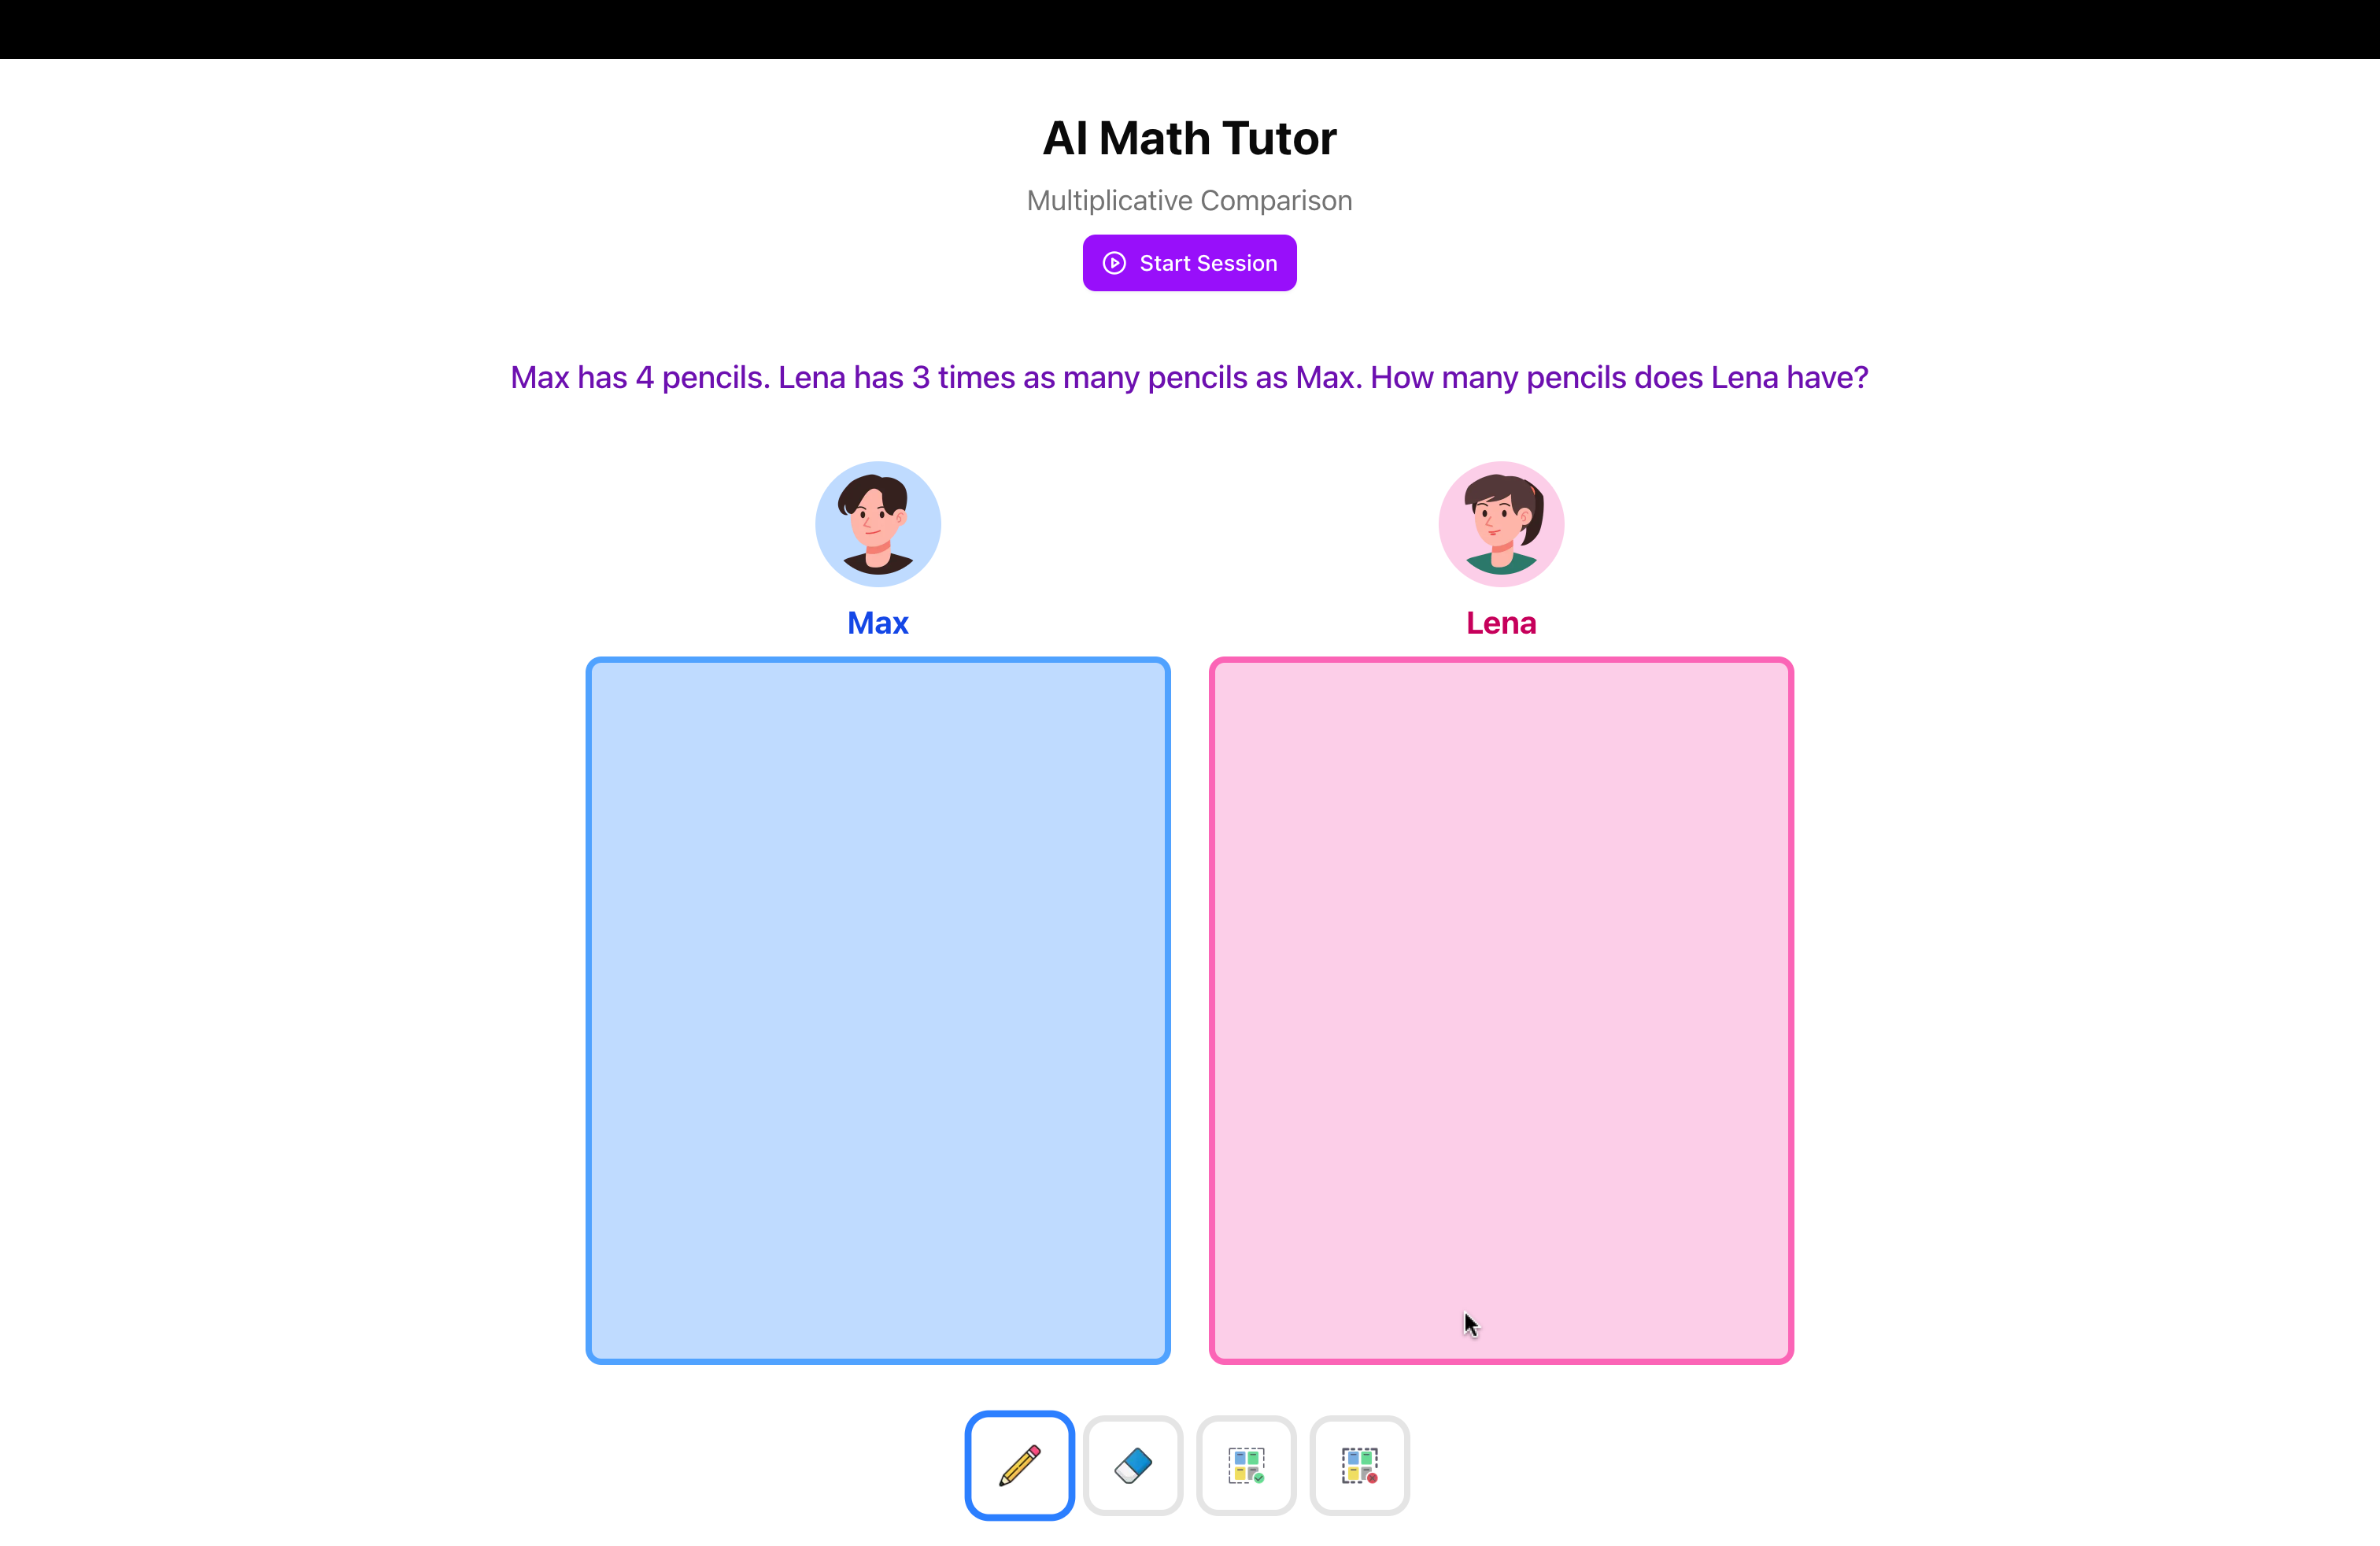 AI Math Tutor
Multiplicative Comparison
Start Session
Max has 4 pencils. Lena has 3 times as many pencils as Max. How many pencils does Lena have?
Max
Lena